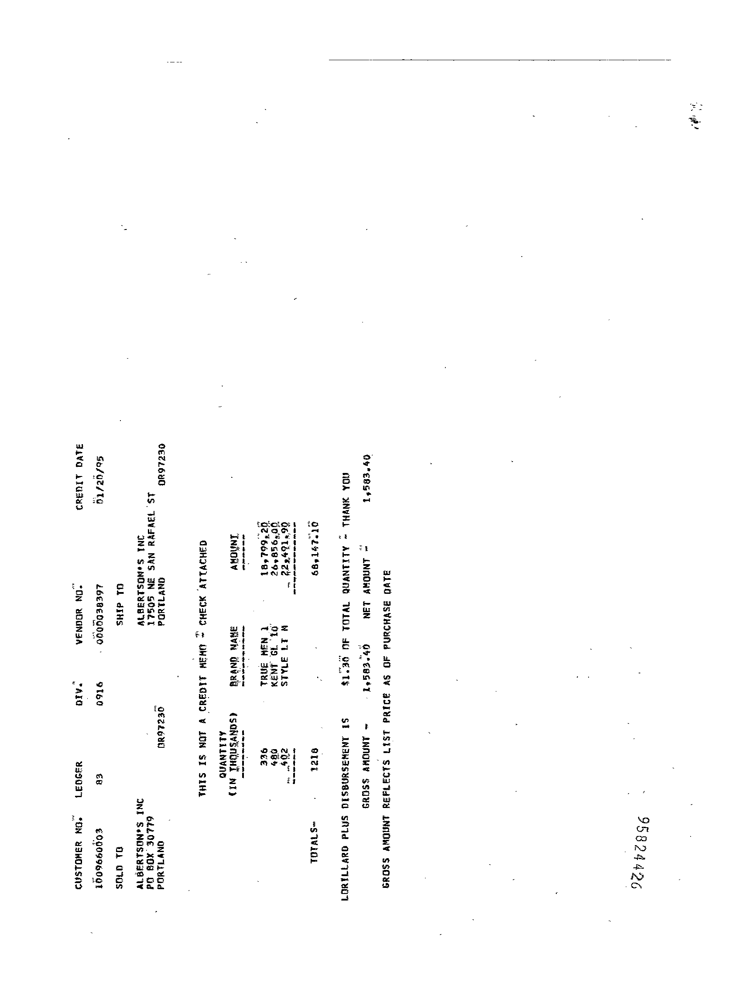 CUSTOMER NO. LEDGER DIV. VENDOR NO. CREDIT DATE
1009660003 83 0916 0000038397 01/20/95
SOLD TO SHIP TO
ALBERTSON'S INC ALBERTSON'S INC
PO BOX 30779 17505 NE SAN RAFAEL ST
PORTLAND OR97230 PORTLAND OR97230
THIS IS NOT A CREDIT MEMO - CHECK ATTACHED
QUANTITY
(IN THOUSANDS) BRAND NAME AMOUNT
336 TRUE MEN 1 18,799.20
480 KENT GL 10 26,856.00
402 STYLE LT M 22,491.90
TOTALS- 1218 68,147.10
LORILLARD PLUS DISBURSEMENT IS $1.30 OF TOTAL QUANTITY - THANK YOU
GROSS AMOUNT - 1,583.40 NET AMOUNT - 1,583.40
GROSS AMOUNT REFLECTS LIST PRICE AS OF PURCHASE DATE
95824426